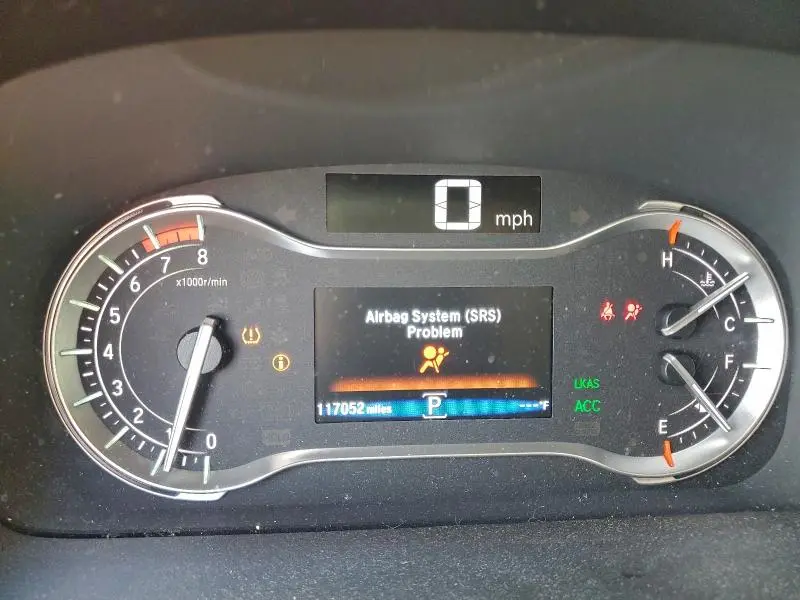 0 mph
8
7
6
5
4
3
2
1
0
x1000r/min
Airbag System (SRS)
Problem
117052 miles
P
---°F
H
C
F
E
LKAS
ACC